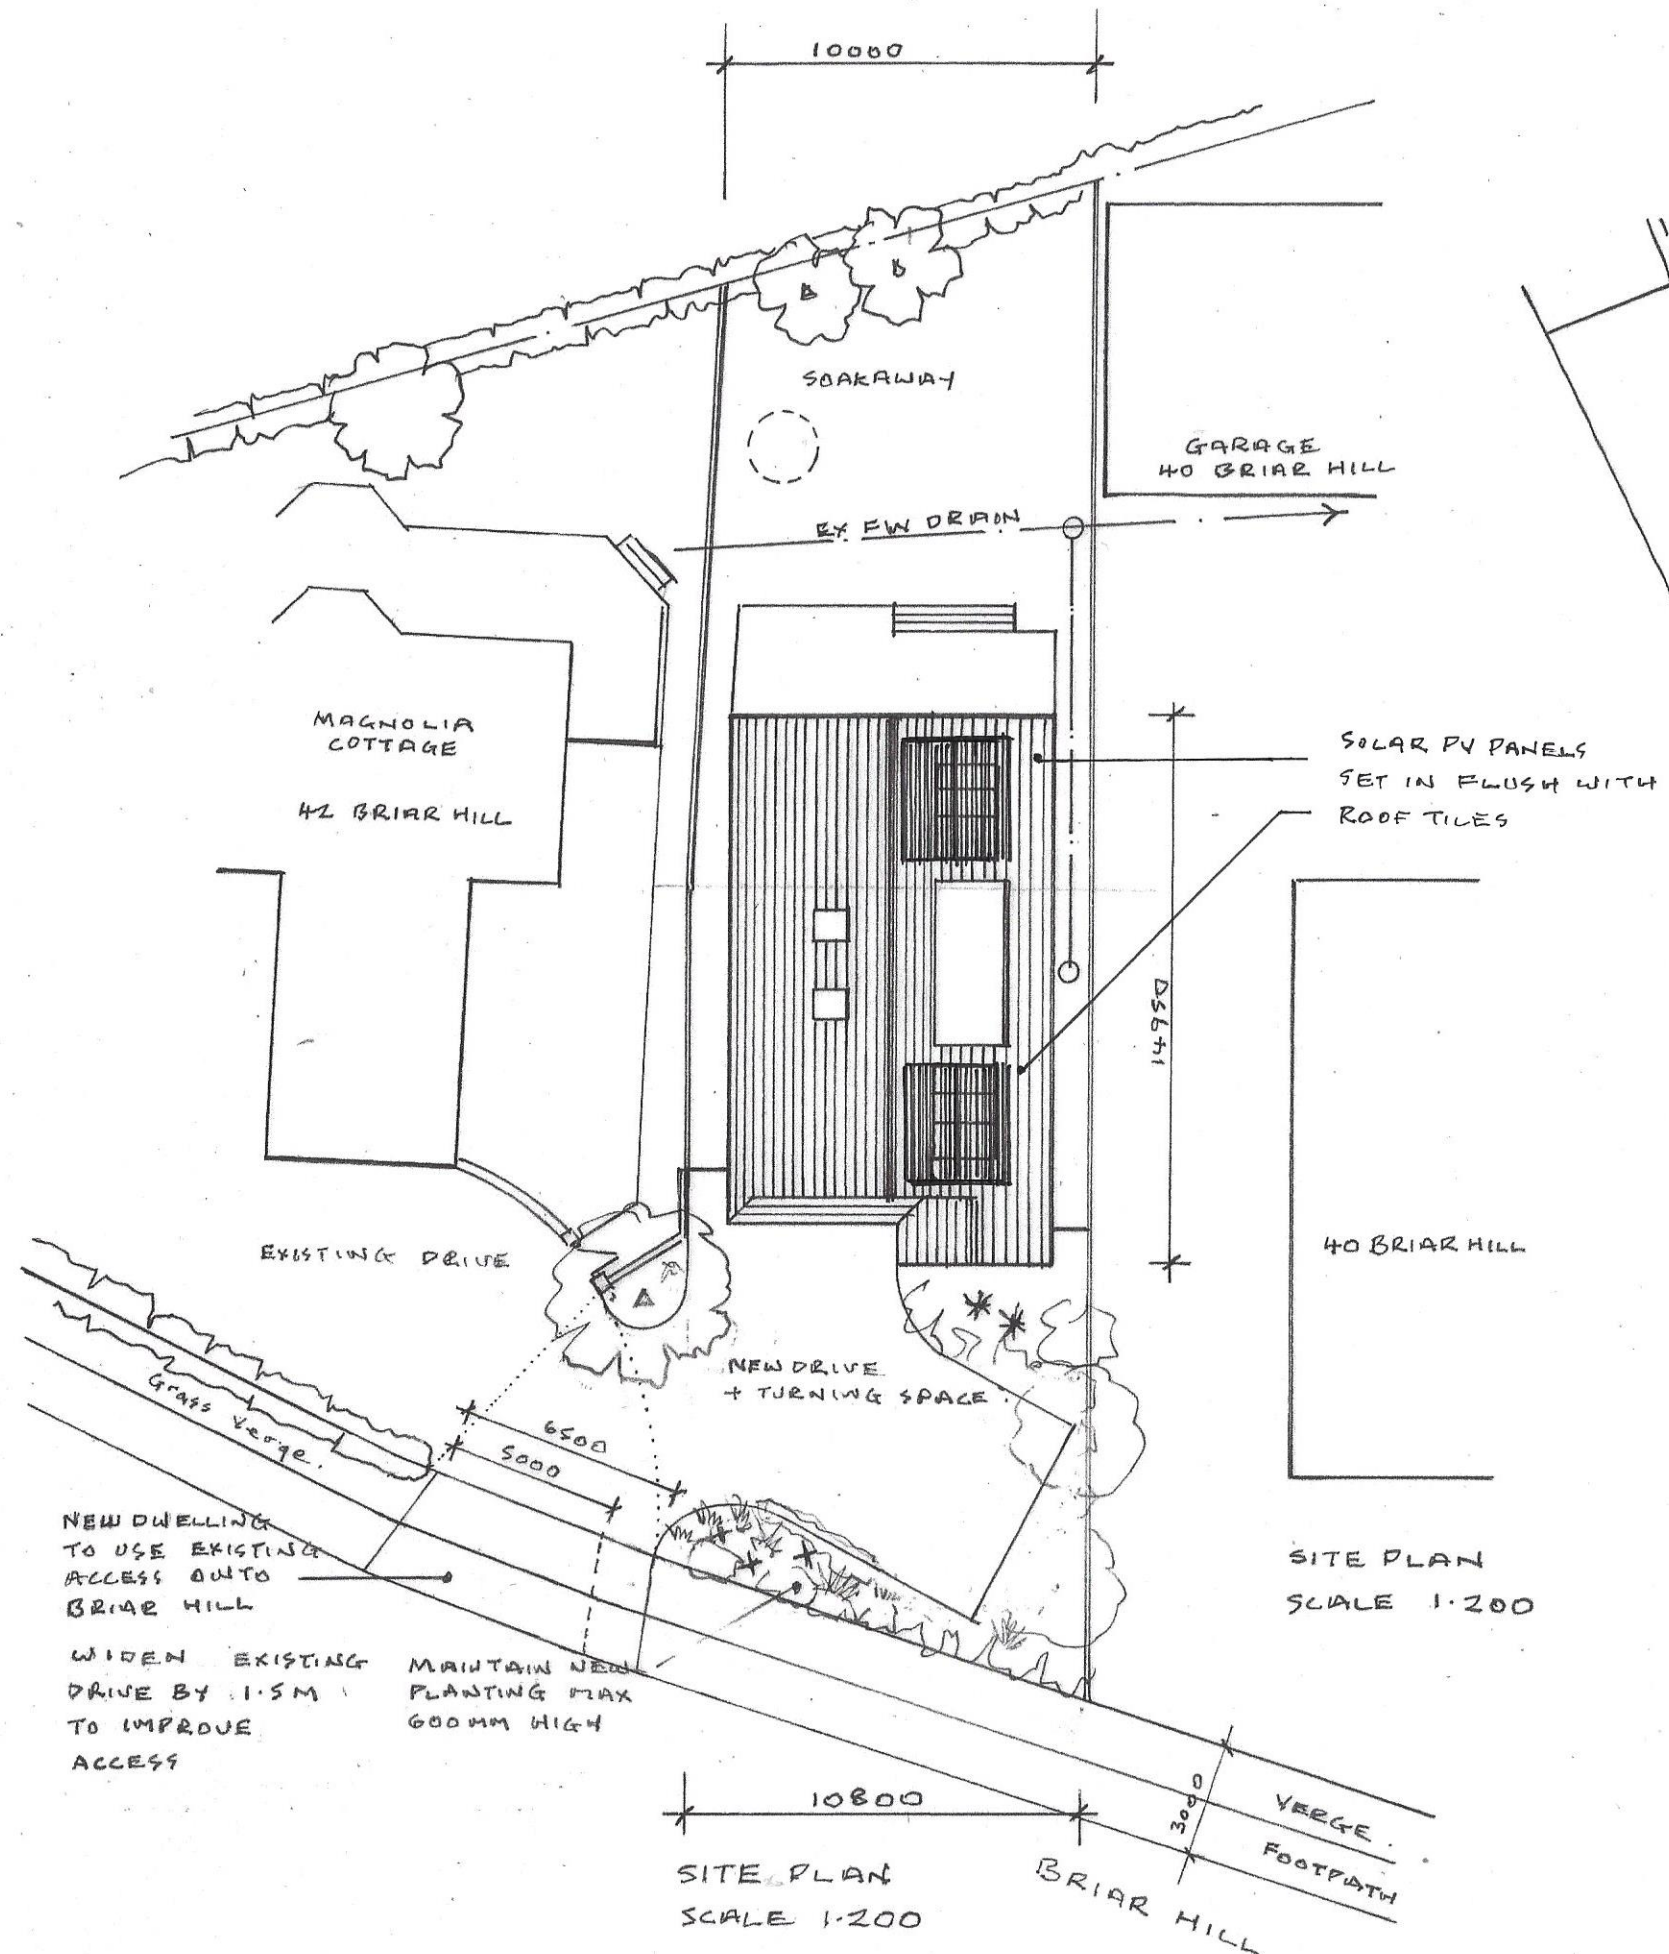 10000
SOAKAWAY
GARAGE
40 BRIAR HILL
EX FW DRAIN
MAGNOLIA
COTTAGE
42 BRIAR HILL
SOLAR PV PANELS
SET IN FLUSH WITH
ROOF TILES
14950
40 BRIAR HILL
EXISTING DRIVE
NEW DRIVE
+ TURNING SPACE
Grass Verge.
6500
5000
NEW DWELLING
TO USE EXISTING
ACCESS ONTO
BRIAR HILL
WIDEN EXISTING
DRIVE BY 1.5M
TO IMPROVE
ACCESS
MAINTAIN NEW
PLANTING MAX
600MM HIGH
SITE PLAN
SCALE 1.200
10800
3000
VERGE.
FOOTPATH
SITE PLAN
SCALE 1.200
BRIAR HILL